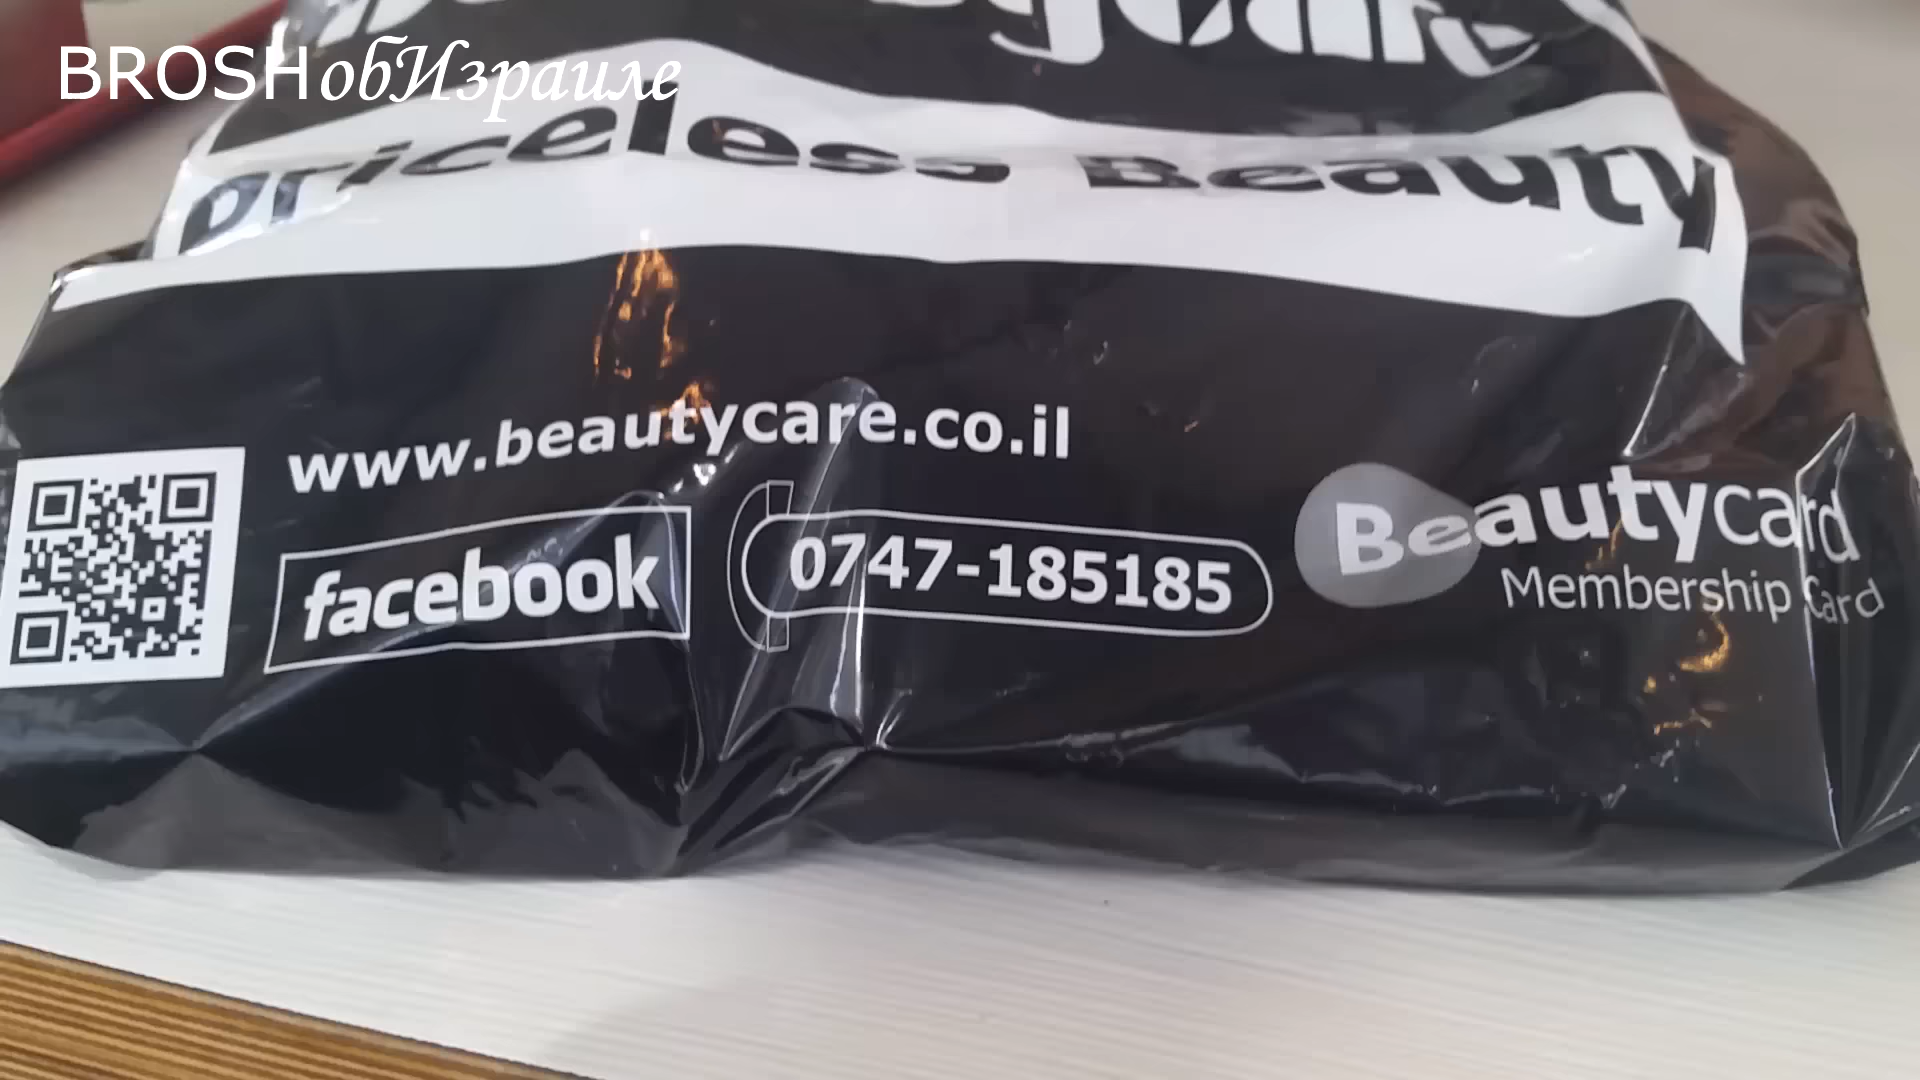 BROSHобИзраиле
priceless Beauty
www.beautycare.co.il
facebook
0747-185185
Beautycard
Membership Card